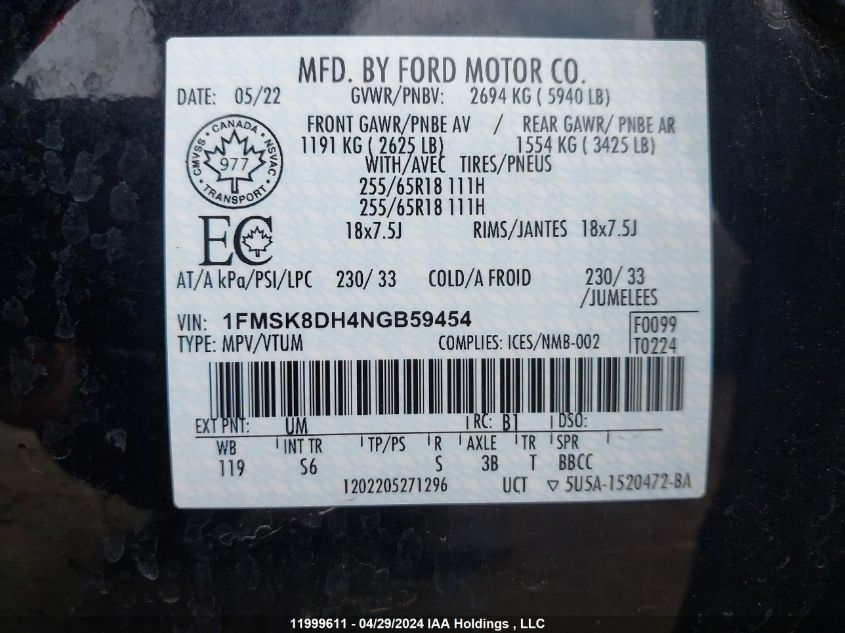 MFD. BY FORD MOTOR CO.
DATE: 05/22 GVWR/PNBV: 2694 KG ( 5940 LB)
FRONT GAWR/PNBE AV / REAR GAWR/ PNBE AR
1191 KG ( 2625 LB) 1554 KG ( 3425 LB)
WITH/AVEC TIRES/PNEUS
255/65R18 111H
255/65R18 111H
18x7.5J RIMS/JANTES 18x7.5J
CMVSS CANADA NSVAC
977
TRANSPORT
EC
AT/A kPa/PSI/LPC 230/ 33 COLD/A FROID 230/ 33
/JUMELEES
VIN: 1FMSK8DH4NGB59454 F0099
TYPE: MPV/VTUM COMPLIES: ICES/NMB-002 T0224
EXT PNT: UM RC: B1 DSO:
WB INT TR TP/PS R AXLE TR SPR
119 S6 S 3B T BBCC
1202205271296 UCT ▽ 5U5A-1520472-BA
11999611 - 04/29/2024 IAA Holdings , LLC